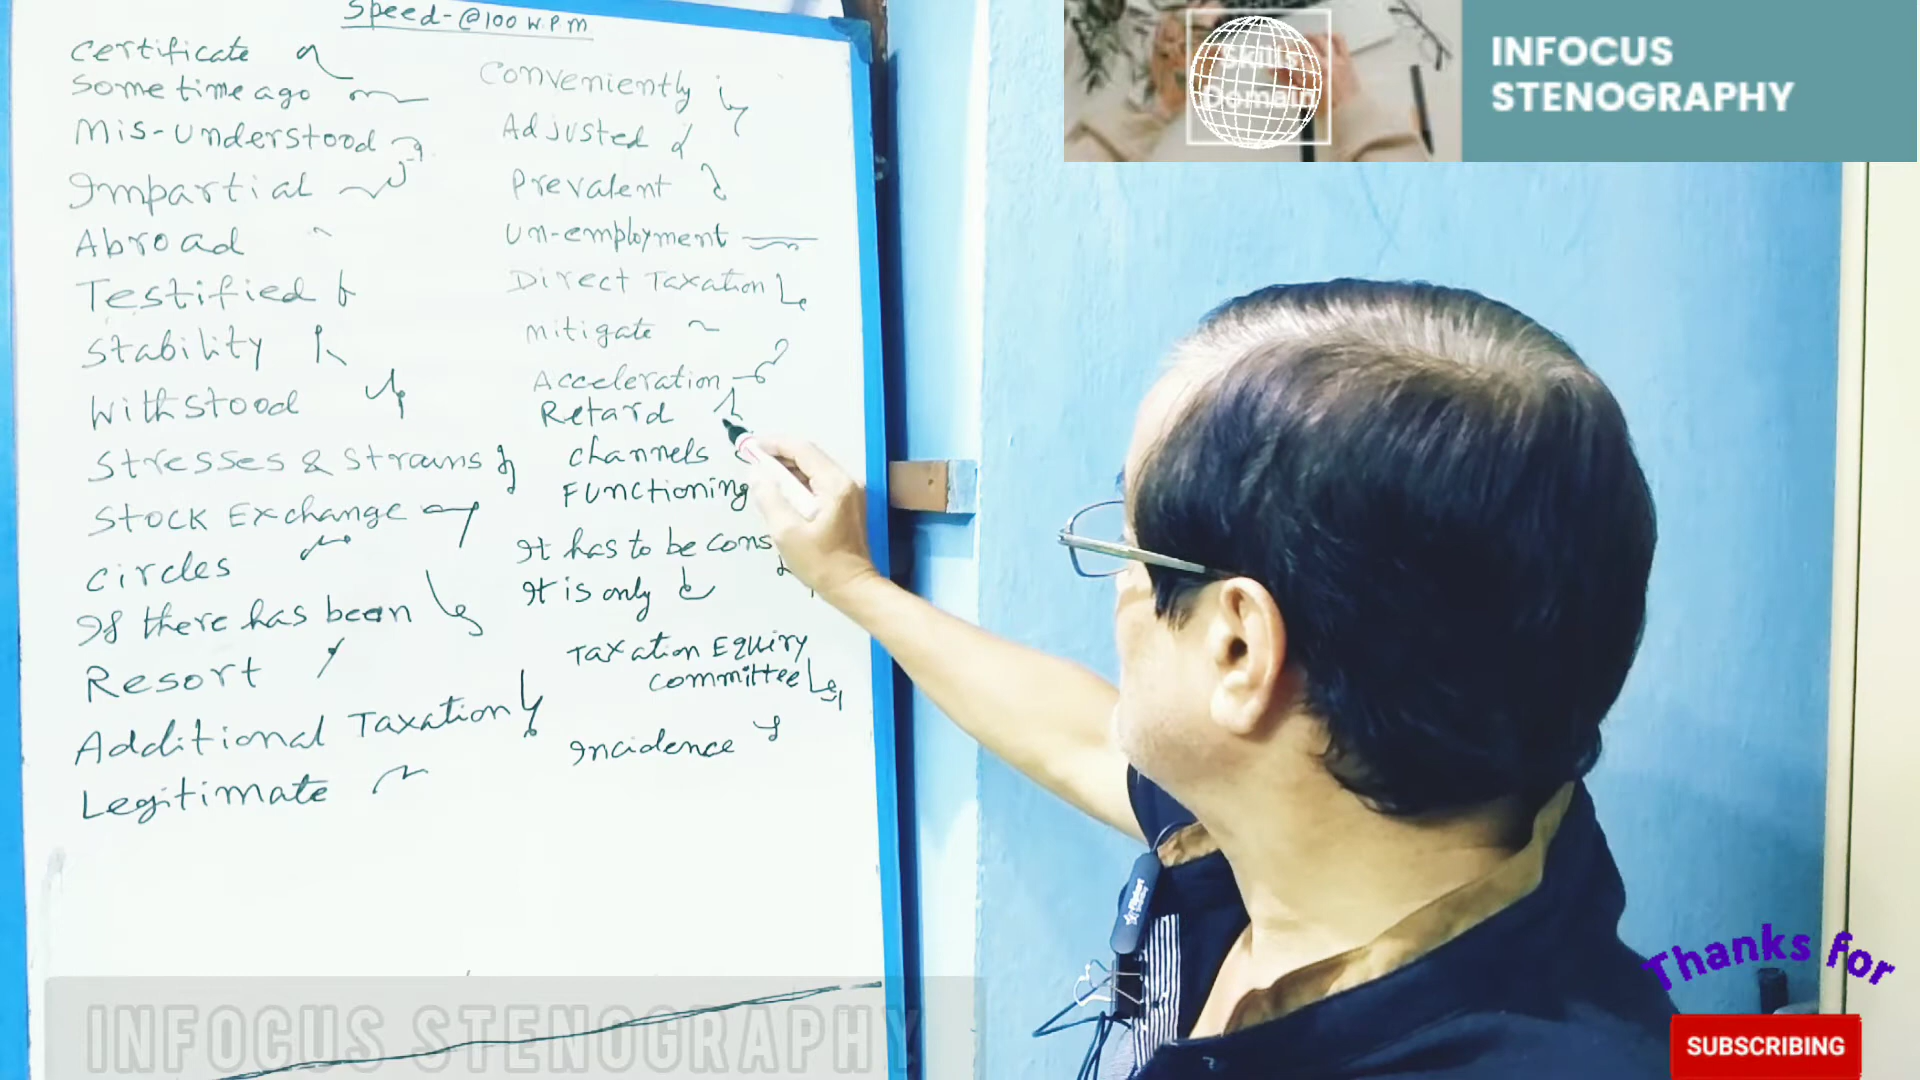 Speed-@100 W.P.M
Certificate
Some time ago
Mis-Understood
Impartial
Abroad
Testified
Stability
Withstood
Stresses & Strains
Stock Exchange
Circles
If there has been
Resort
Additional Taxation
Legitimate
Conveniently
Adjusted
Prevalent
Un-employment
Direct Taxation
Mitigate
Acceleration
Retard
Channels
Functioning
It has to be Cons
It is only
Taxation Equiry
Committee
Incidence
Skills
Domain
INFOCUS
STENOGRAPHY
INFOCUS STENOGRAPHY
Thanks for
SUBSCRIBING